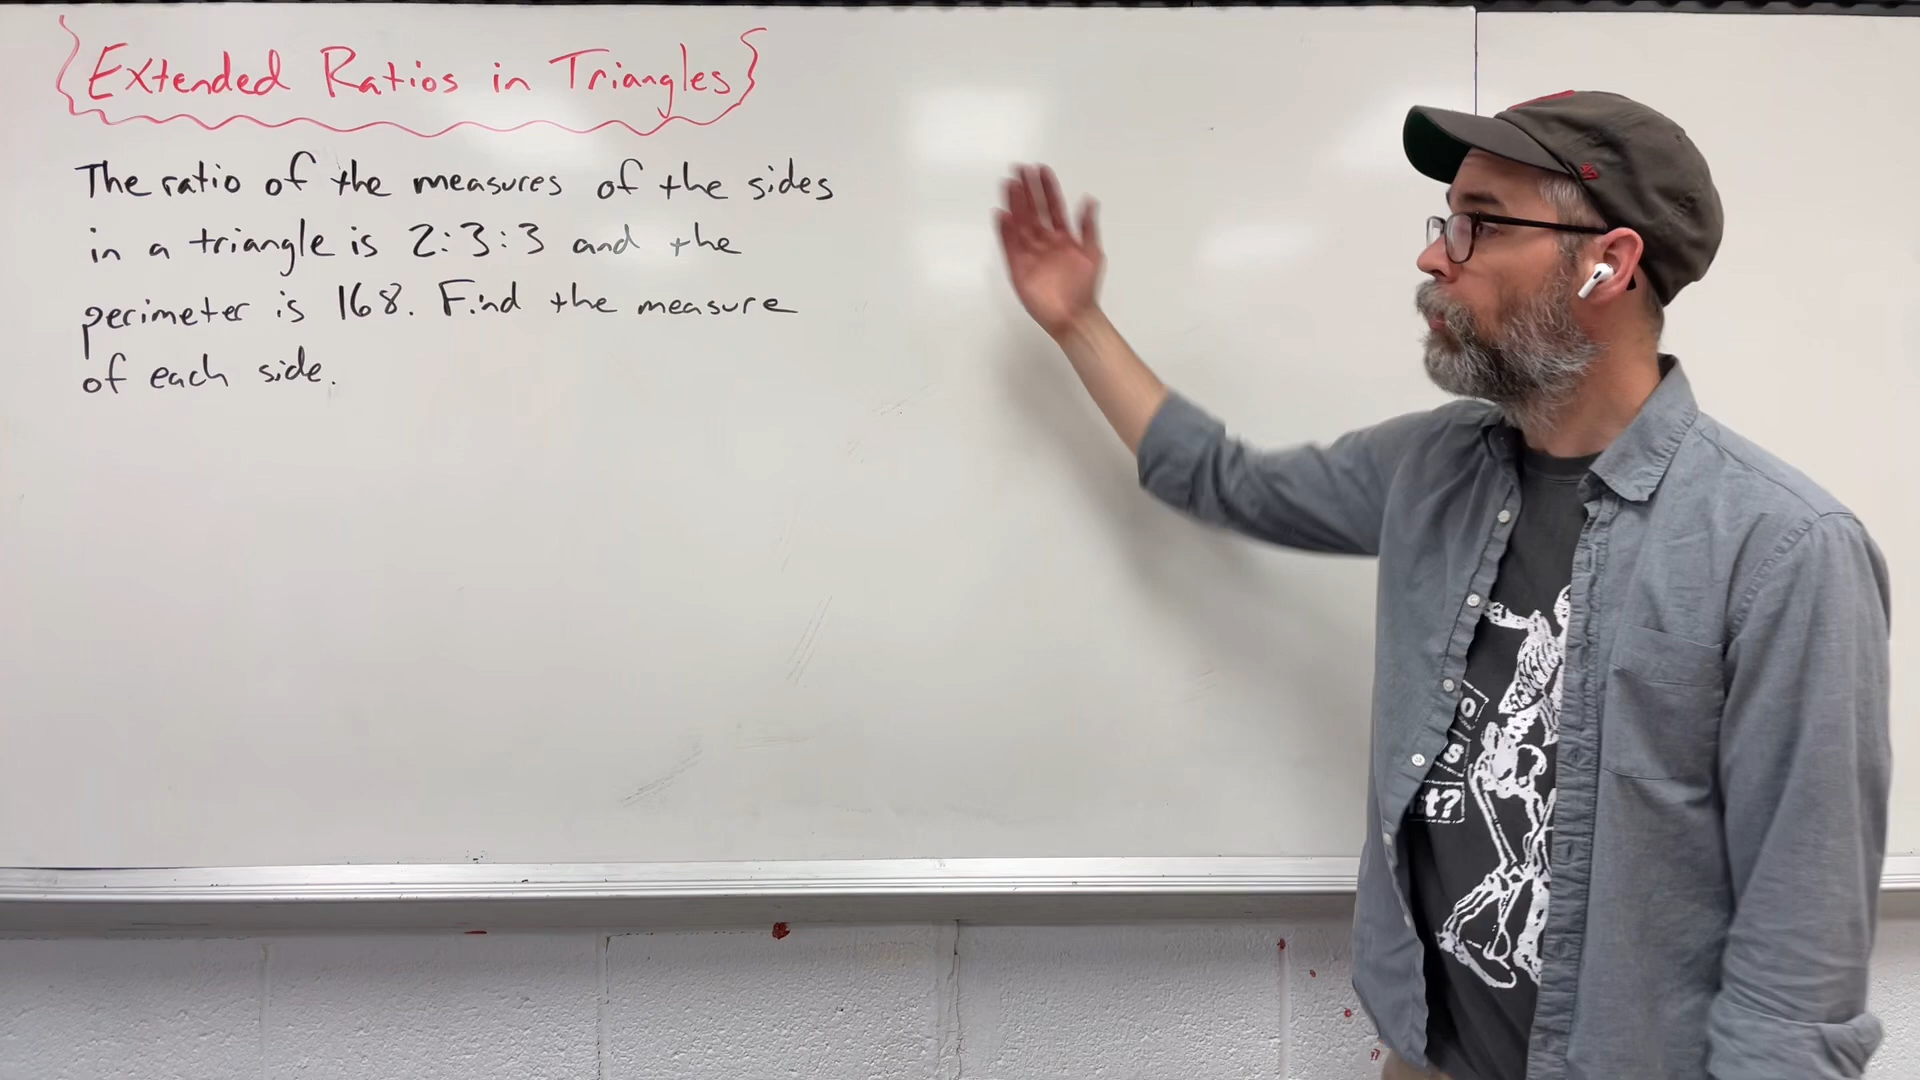 Extended Ratios in Triangles
The ratio of the measures of the sides
in a triangle is 2:3:3 and the
perimeter is 168. Find the measure
of each side.